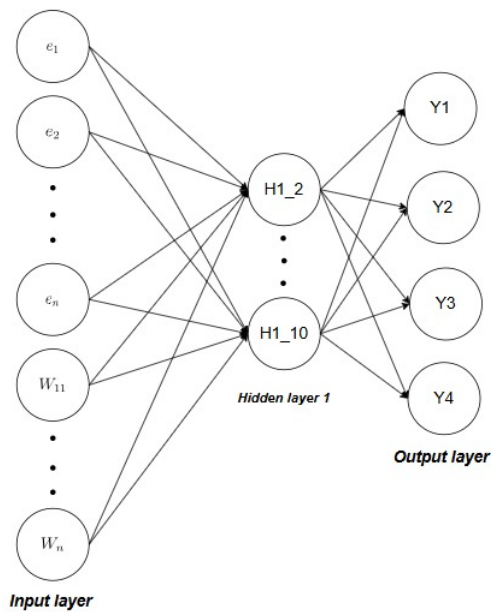 e₁
e₂
eₙ
W₁₁
Wₙ
Input layer
H1_2
H1_10
Hidden layer 1
Y1
Y2
Y3
Y4
Output layer